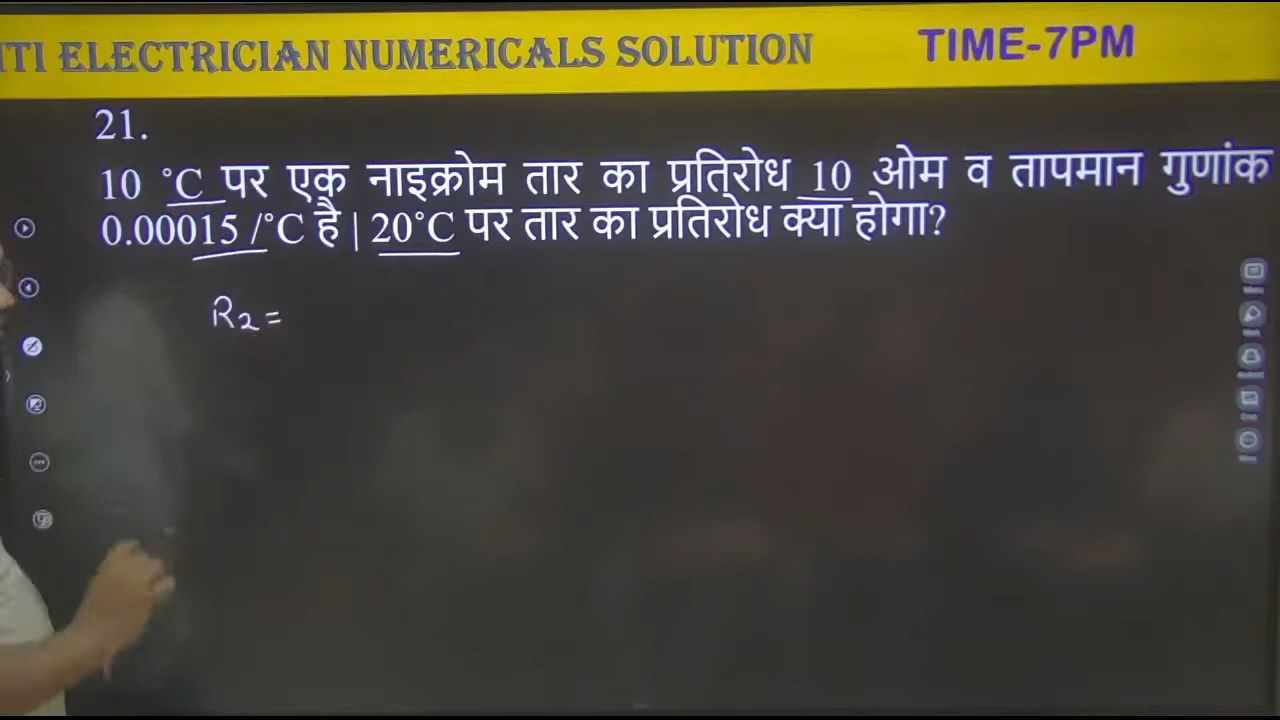 ITI ELECTRICIAN NUMERICALS SOLUTION TIME-7PM
21.
10 °C पर एक नाइक्रोम तार का प्रतिरोध 10 ओम व तापमान गुणांक
0.00015 /°C है | 20°C पर तार का प्रतिरोध क्या होगा?
R₂ =